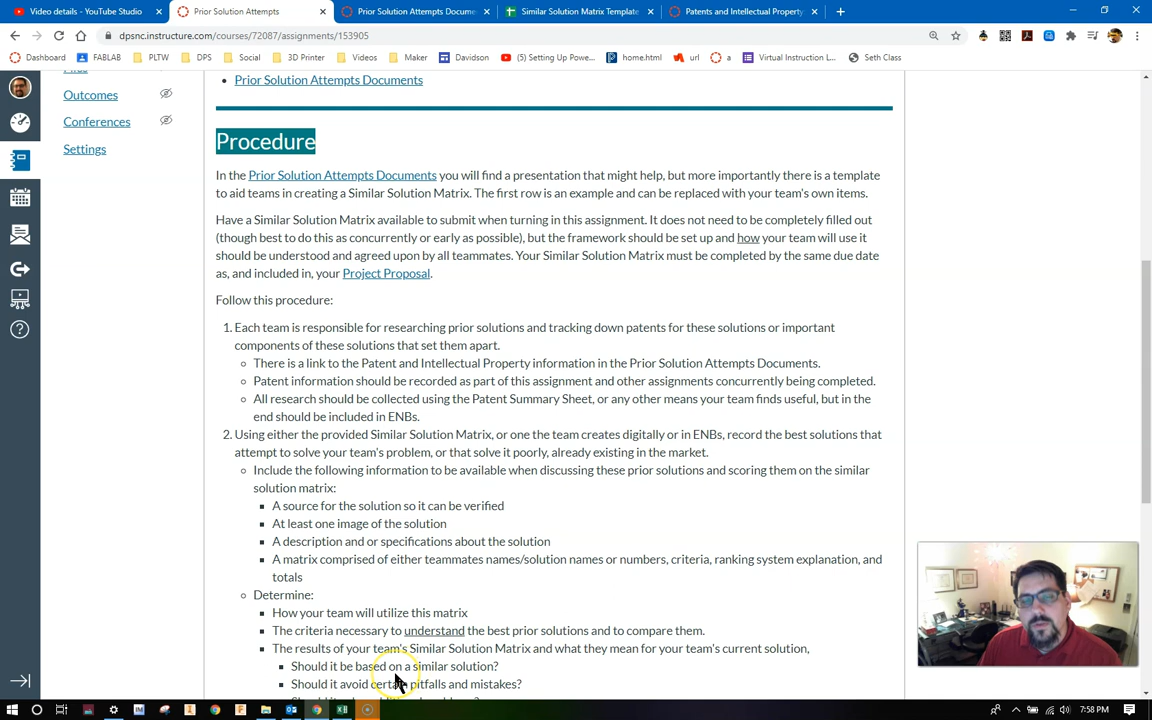 Video details - YouTube Studio
Prior Solution Attempts
Prior Solution Attempts Docume
Similar Solution Matrix Template
Patents and Intellectual Property
dpsnc.instructure.com/courses/72087/assignments/153905
Dashboard
FABLAB
PLTW
DPS
Social
3D Printer
Videos
Maker
Davidson
(5) Setting Up Powe...
home.html
url
a
Virtual Instruction L...
Seth Class
Outcomes
Conferences
Settings
Prior Solution Attempts Documents
Procedure
In the Prior Solution Attempts Documents you will find a presentation that might help, but more importantly there is a template
to aid teams in creating a Similar Solution Matrix. The first row is an example and can be replaced with your team's own items.
Have a Similar Solution Matrix available to submit when turning in this assignment. It does not need to be completely filled out
(though best to do this as concurrently or early as possible), but the framework should be set up and how your team will use it
should be understood and agreed upon by all teammates. Your Similar Solution Matrix must be completed by the same due date
as, and included in, your Project Proposal.
Follow this procedure:
1. Each team is responsible for researching prior solutions and tracking down patents for these solutions or important
components of these solutions that set them apart.
There is a link to the Patent and Intellectual Property information in the Prior Solution Attempts Documents.
Patent information should be recorded as part of this assignment and other assignments concurrently being completed.
All research should be collected using the Patent Summary Sheet, or any other means your team finds useful, but in the
end should be included in ENBs.
2. Using either the provided Similar Solution Matrix, or one the team creates digitally or in ENBs, record the best solutions that
attempt to solve your team's problem, or that solve it poorly, already existing in the market.
Include the following information to be available when discussing these prior solutions and scoring them on the similar
solution matrix:
A source for the solution so it can be verified
At least one image of the solution
A description and or specifications about the solution
A matrix comprised of either teammates names/solution names or numbers, criteria, ranking system explanation, and
totals
Determine:
How your team will utilize this matrix
The criteria necessary to understand the best prior solutions and to compare them.
The results of your team's Similar Solution Matrix and what they mean for your team's current solution,
Should it be based on a similar solution?
Should it avoid certain pitfalls and mistakes?
7:58 PM